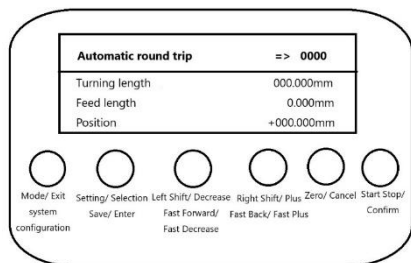 Automatic round trip => 0000
Turning length 000.000mm
Feed length 0.000mm
Position +000.000mm
Mode/ Exit
system
configuration
Setting/ Selection
Save/ Enter
Left Shift/ Decrease
Fast Forward/
Fast Decrease
Right Shift/ Plus
Fast Back/ Fast Plus
Zero/ Cancel
Start Stop/
Confirm